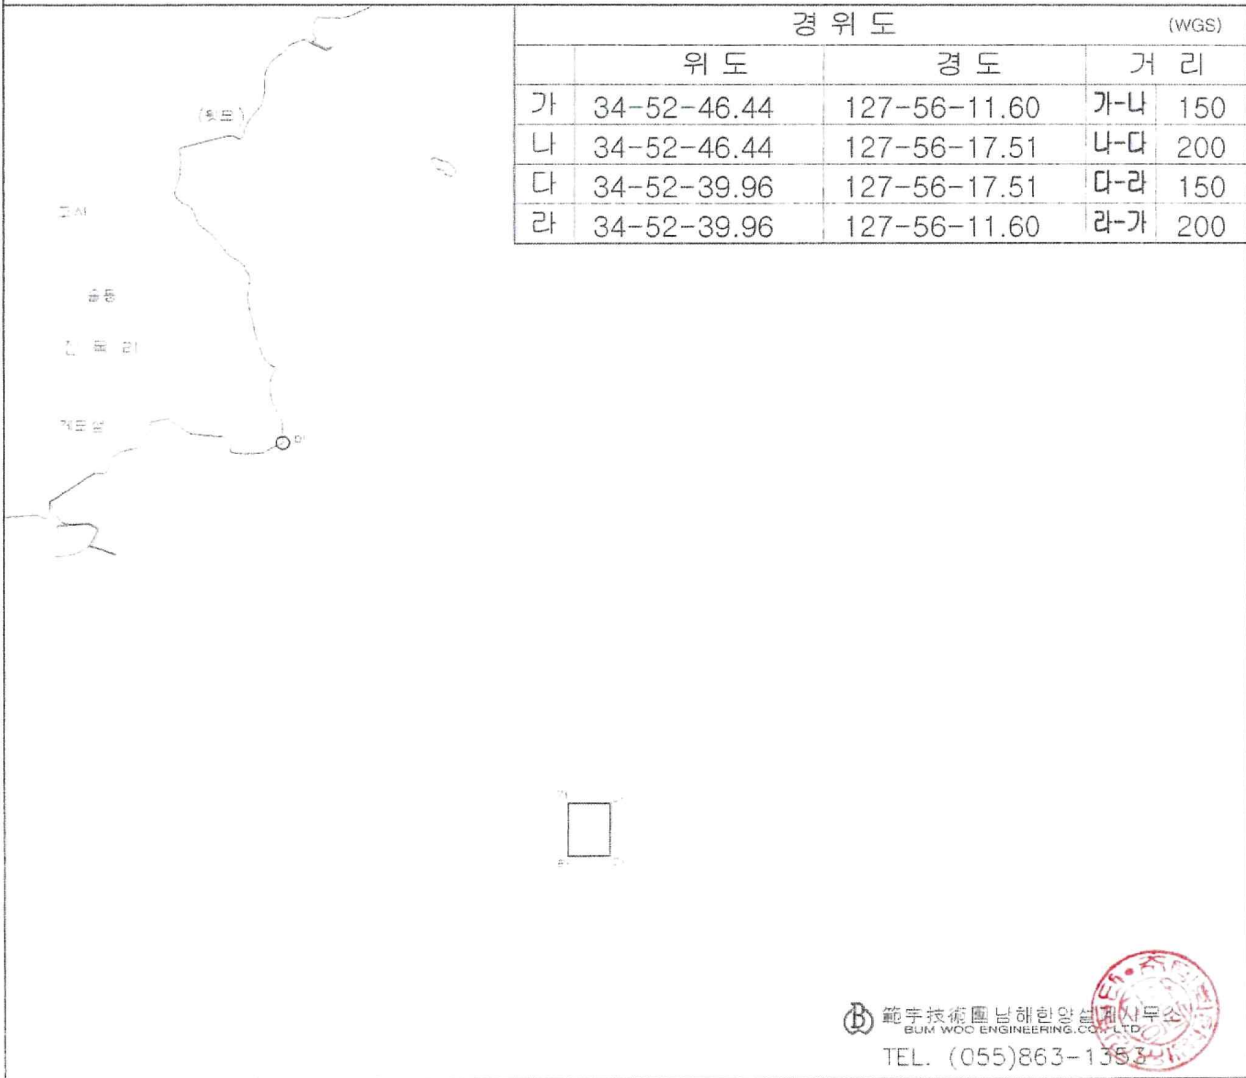 경 위 도 (WGS)
위 도 경 도 거 리
가 34-52-46.44 127-56-11.60 가-나 150
나 34-52-46.44 127-56-17.51 나-다 200
다 34-52-39.96 127-56-17.51 다-라 150
라 34-52-39.96 127-56-11.60 라-가 200
範宇技術團 남해한양설계사무소
BUM WOO ENGINEERING.CO.,LTD
TEL. (055)863-1353